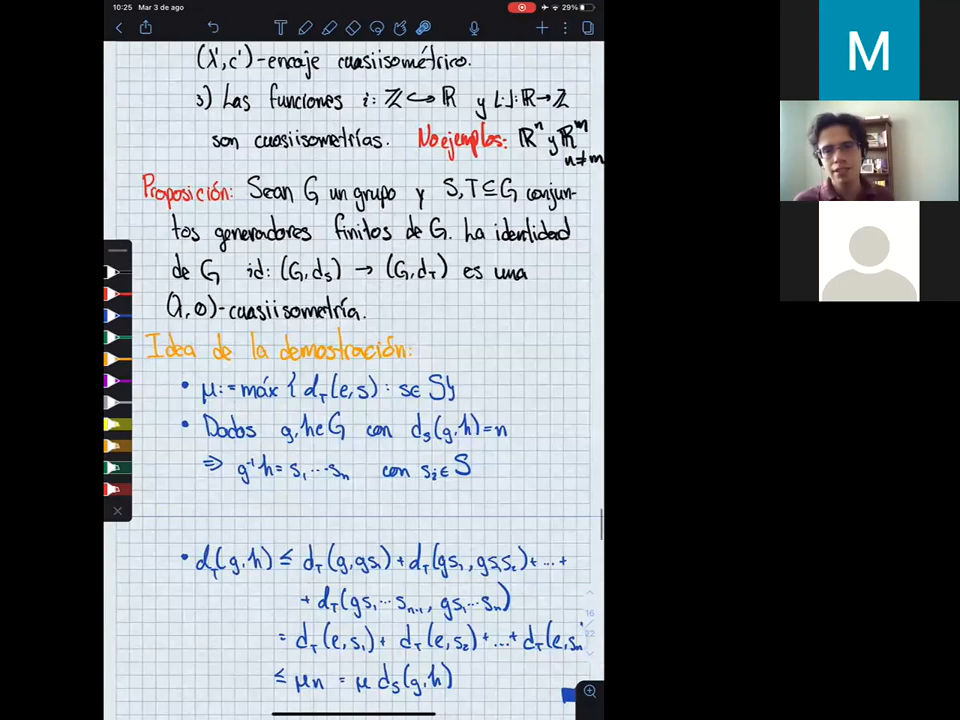 10:25 Mar 3 de ago
29%
(λ',c')-encaje cuasiisométrico.
3) Las funciones i: ℤ↪ℝ y ⌊·⌋: ℝ→ℤ
son cuasiisometrías. No ejemplos: ℝⁿ y ℝᵐ
n≠m
Proposición: Sean G un grupo y S,T⊆G conjun-
tos generadores finitos de G. La identidad
de G id: (G,d_S) → (G,d_T) es una
(λ,0)-cuasiisometría.
Idea de la demostración:
• μ:= máx { d_T(e,s) : s∈S}
• Dados g,h∈G con d_S(g,h)=n
⇒ g⁻¹h = s₁⋯sₙ con sᵢ∈S
• d_T(g,h) ≤ d_T(g,gs₁)+d_T(gs₁,gs₁s₂)+⋯+
+ d_T(gs₁⋯sₙ₋₁, gs₁⋯sₙ)
= d_T(e,s₁)+ d_T(e,s₂)+⋯+d_T(e,sₙ
≤ μn = μ d_S(g,h)
16
22
M